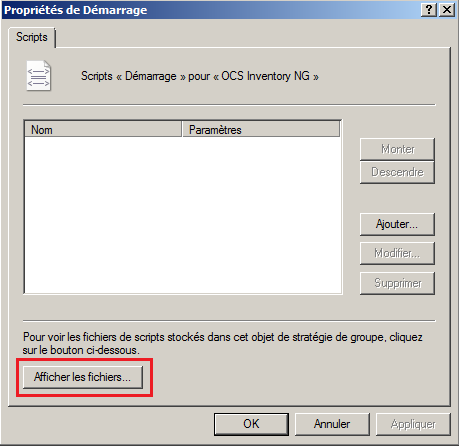 Propriétés de Démarrage
Scripts
Scripts « Démarrage » pour « OCS Inventory NG »
Nom Paramètres
Monter
Descendre
Ajouter...
Modifier...
Supprimer
Pour voir les fichiers de scripts stockés dans cet objet de stratégie de groupe, cliquez
sur le bouton ci-dessous.
Afficher les fichiers...
OK Annuler Appliquer